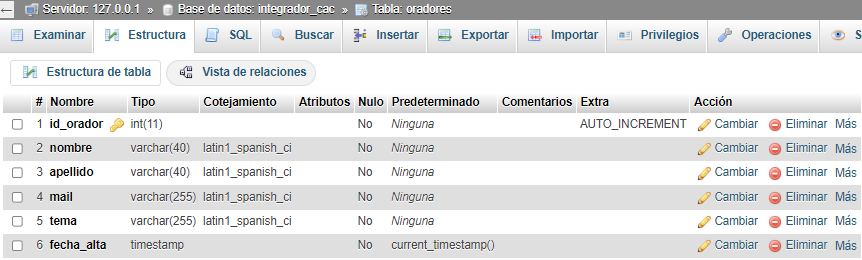 Servidor: 127.0.0.1 » Base de datos: integrador_cac » Tabla: oradores
Examinar Estructura SQL Buscar Insertar Exportar Importar Privilegios Operaciones S
Estructura de tabla Vista de relaciones
# Nombre Tipo Cotejamiento Atributos Nulo Predeterminado Comentarios Extra Acción
1 id_orador int(11) No Ninguna AUTO_INCREMENT Cambiar Eliminar Más
2 nombre varchar(40) latin1_spanish_ci No Ninguna Cambiar Eliminar Más
3 apellido varchar(40) latin1_spanish_ci No Ninguna Cambiar Eliminar Más
4 mail varchar(255) latin1_spanish_ci No Ninguna Cambiar Eliminar Más
5 tema varchar(255) latin1_spanish_ci No Ninguna Cambiar Eliminar Más
6 fecha_alta timestamp No current_timestamp() Cambiar Eliminar Más